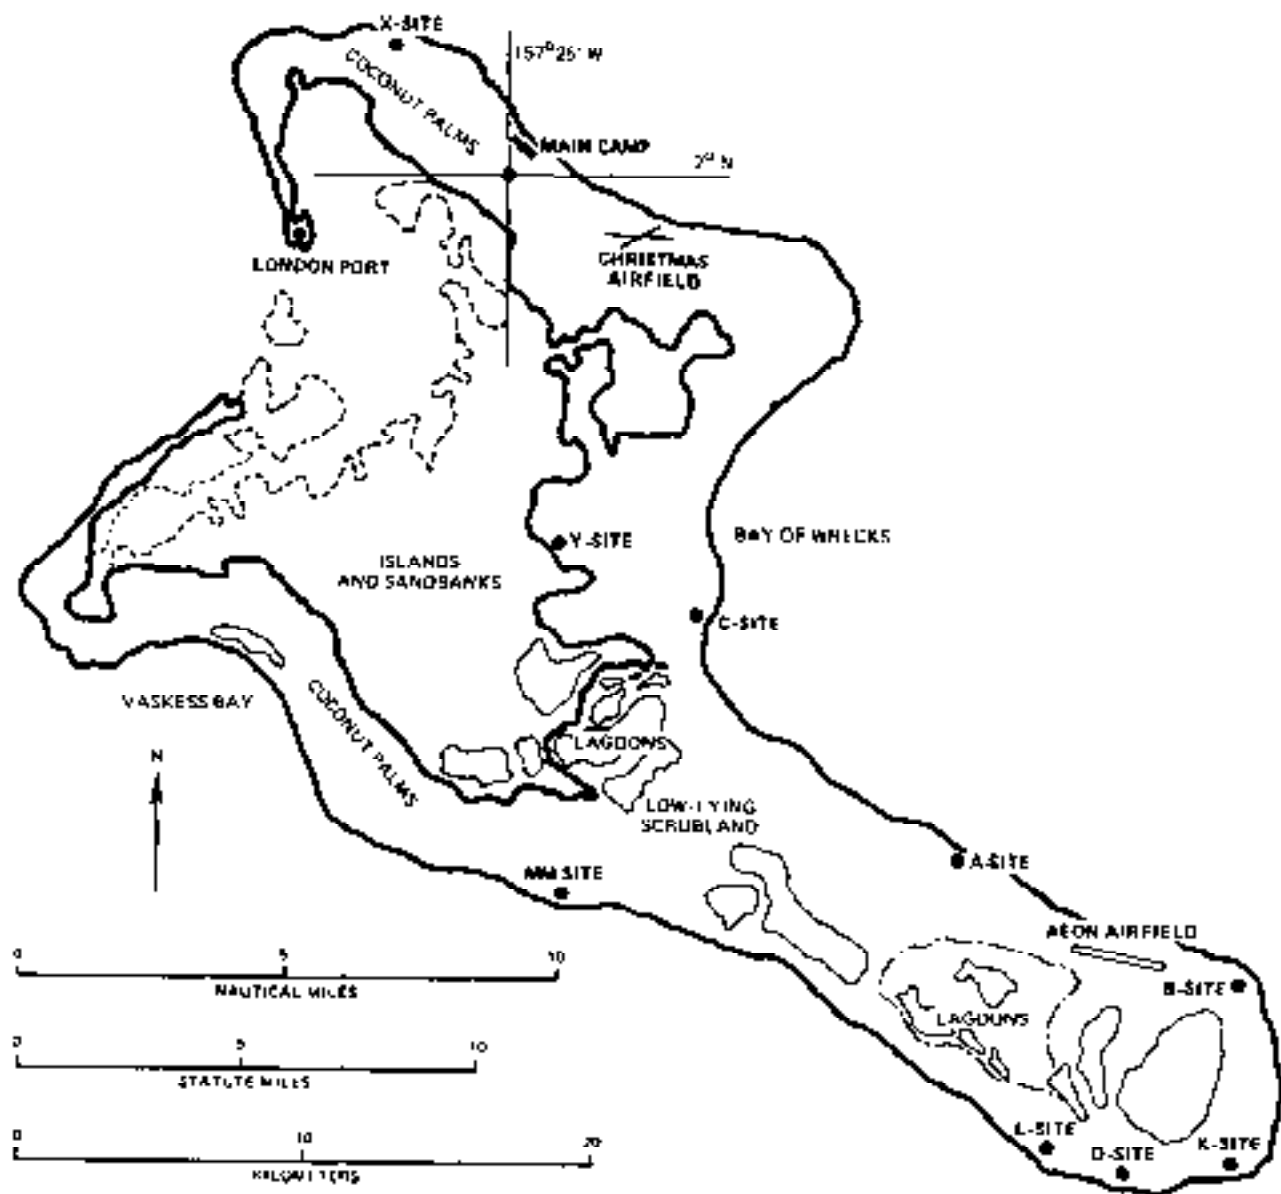 X-SITE
157° 25' W
COCONUT PALMS
MAIN CAMP
2° N
LONDON PORT
CHRISTMAS
AIRFIELD
Y-SITE
BAY OF WRECKS
ISLANDS
AND SANDBANKS
C-SITE
VASKESS BAY
COCONUT PALMS
LAGOONS
N
LOW-LYING
SCRUBLAND
A-SITE
MM SITE
AEON AIRFIELD
0 5 10
NAUTICAL MILES
B-SITE
LAGOONS
0 5 10
STATUTE MILES
L-SITE
D-SITE
K-SITE
0 10 20
KILOMETERS